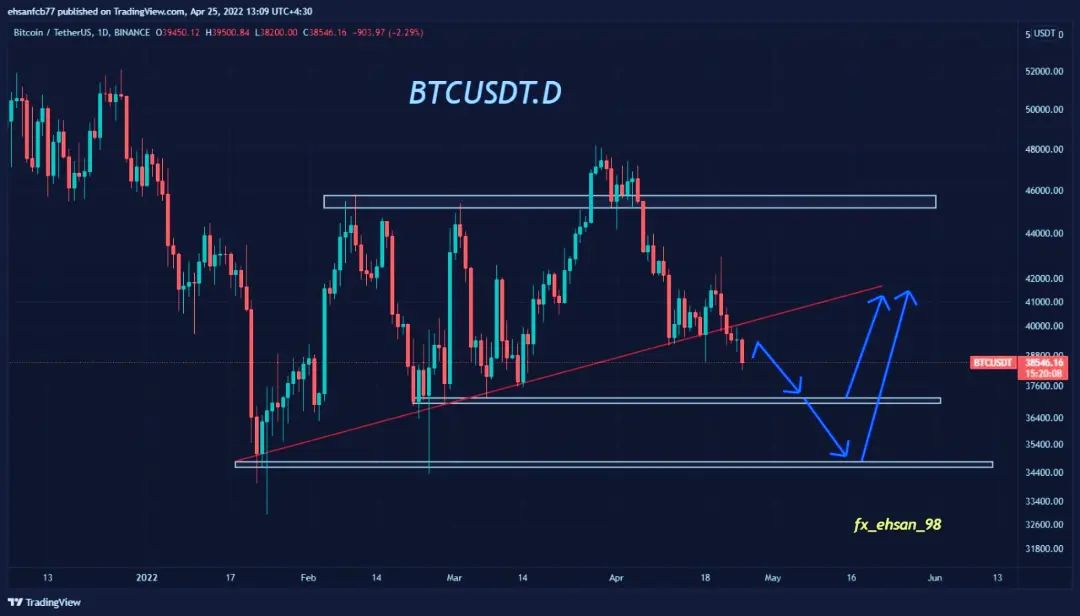 ehsanfcb77 published on TradingView.com, Apr 25, 2022 13:09 UTC+4:30
Bitcoin / TetherUS, 1D, BINANCE O39450.12 H39500.84 L38200.00 C38546.16 −903.97 (−2.29%)
5 USDT 0
BTCUSDT.D
52000.00
50000.00
48000.00
46000.00
44000.00
42000.00
41000.00
40000.00
38800.00
BTCUSDT 38546.16
15:20:08
37600.00
36400.00
35400.00
34400.00
33400.00
32600.00
31800.00
fx_ehsan_98
13 2022 17 Feb 14 Mar 14 Apr 18 May 16 Jun 13
TradingView